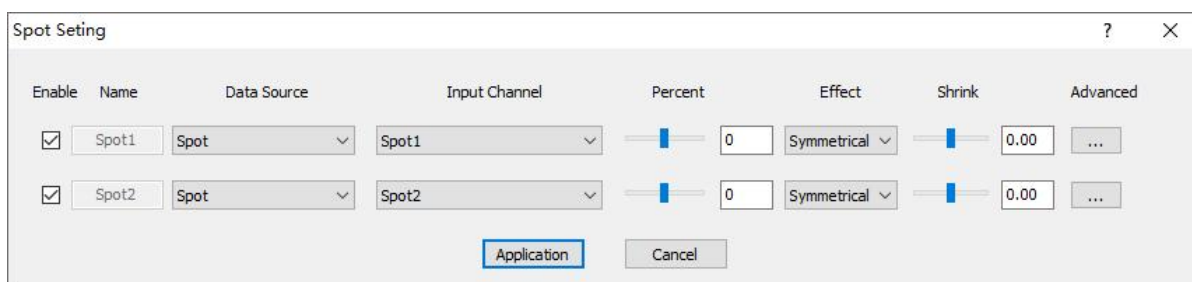 Spot Seting ?
Enable Name Data Source Input Channel Percent Effect Shrink Advanced
Spot1 Spot Spot1 0 Symmetrical 0.00 ...
Spot2 Spot Spot2 0 Symmetrical 0.00 ...
Application Cancel